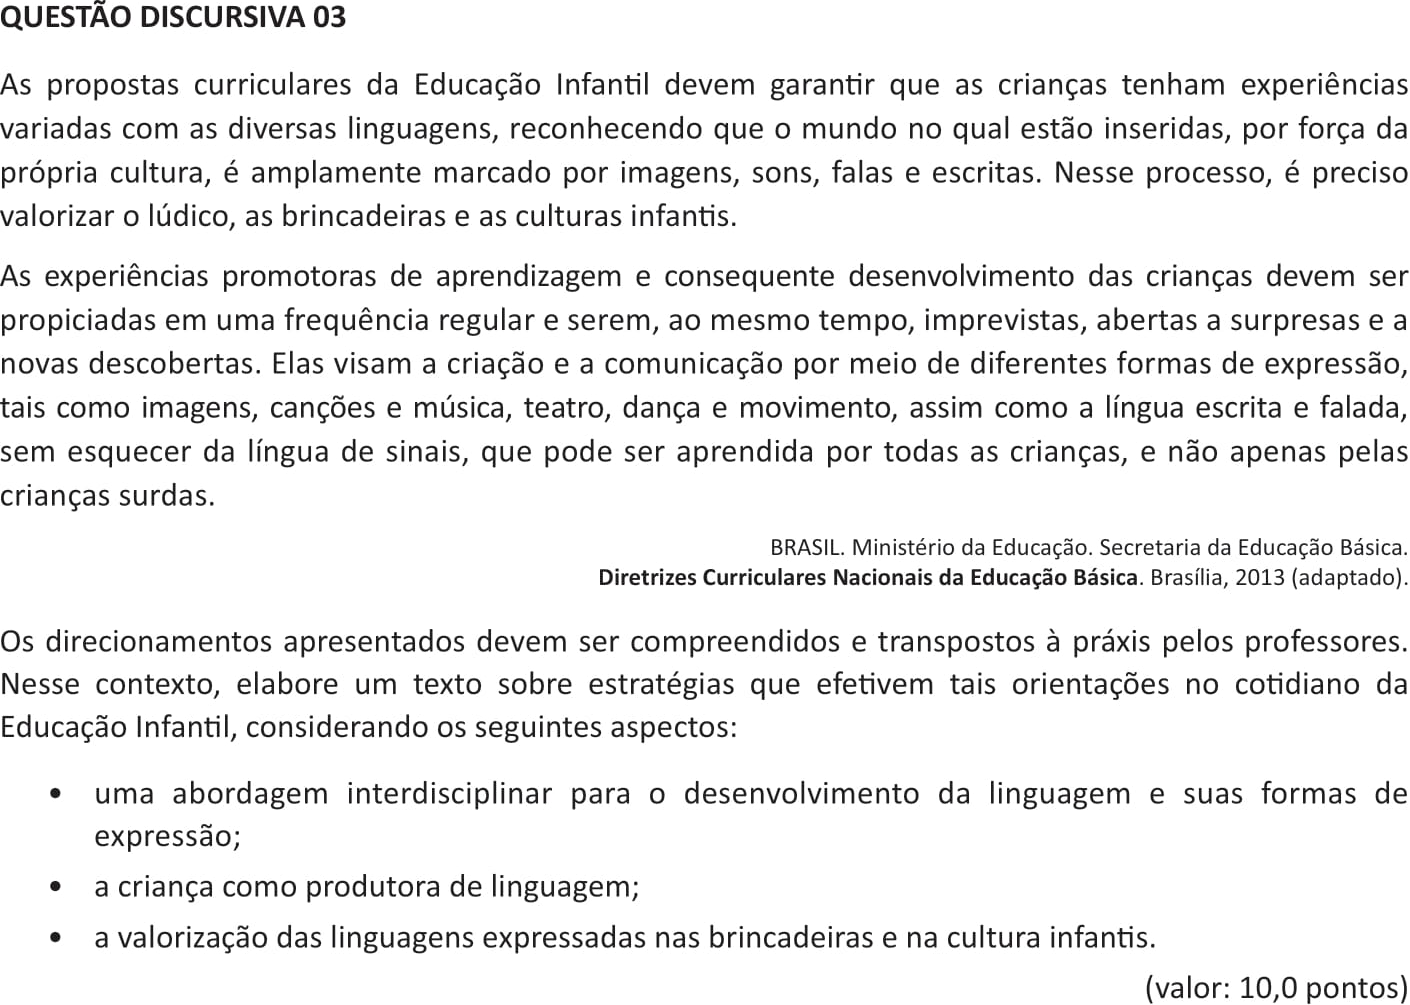 QUESTÃO DISCURSIVA 03
As propostas curriculares da Educação Infantil devem garantir que as crianças tenham experiências
variadas com as diversas linguagens, reconhecendo que o mundo no qual estão inseridas, por força da
própria cultura, é amplamente marcado por imagens, sons, falas e escritas. Nesse processo, é preciso
valorizar o lúdico, as brincadeiras e as culturas infantis.
As experiências promotoras de aprendizagem e consequente desenvolvimento das crianças devem ser
propiciadas em uma frequência regular e serem, ao mesmo tempo, imprevistas, abertas a surpresas e a
novas descobertas. Elas visam a criação e a comunicação por meio de diferentes formas de expressão,
tais como imagens, canções e música, teatro, dança e movimento, assim como a língua escrita e falada,
sem esquecer da língua de sinais, que pode ser aprendida por todas as crianças, e não apenas pelas
crianças surdas.
BRASIL. Ministério da Educação. Secretaria da Educação Básica.
Diretrizes Curriculares Nacionais da Educação Básica. Brasília, 2013 (adaptado).
Os direcionamentos apresentados devem ser compreendidos e transpostos à práxis pelos professores.
Nesse contexto, elabore um texto sobre estratégias que efetivem tais orientações no cotidiano da
Educação Infantil, considerando os seguintes aspectos:
• uma abordagem interdisciplinar para o desenvolvimento da linguagem e suas formas de
expressão;
• a criança como produtora de linguagem;
• a valorização das linguagens expressadas nas brincadeiras e na cultura infantis.
(valor: 10,0 pontos)